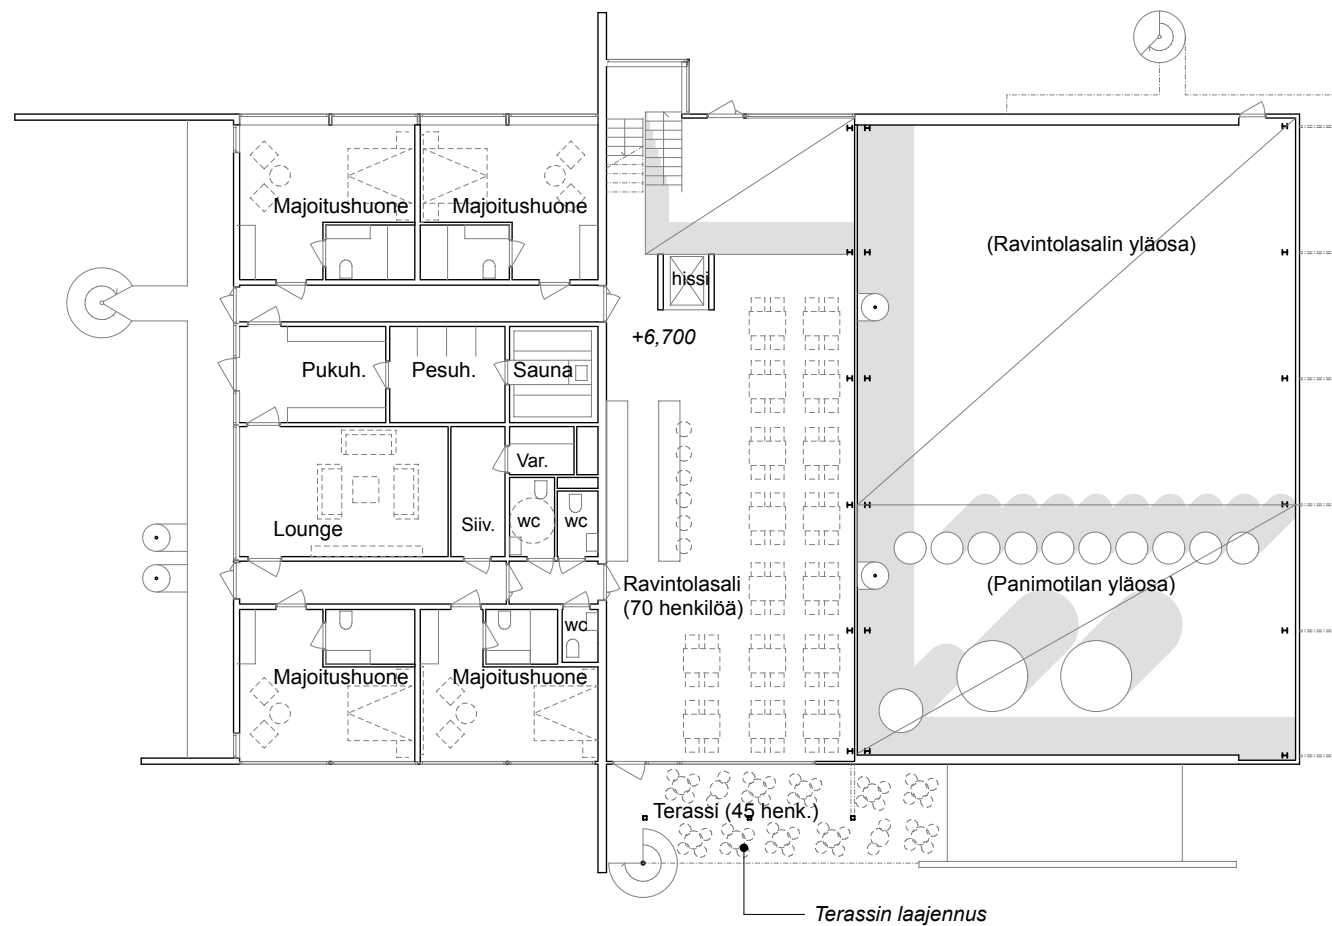 Majoitushuone
Majoitushuone
(Ravintolasalin yläosa)
hissi
+6,700
Pukuh.
Pesuh.
Sauna
Var.
Lounge
Siiv.
wc
wc
Ravintolasali
(70 henkilöä)
(Panimotilan yläosa)
wc
Majoitushuone
Majoitushuone
Terassi (45 henk.)
Terassin laajennus